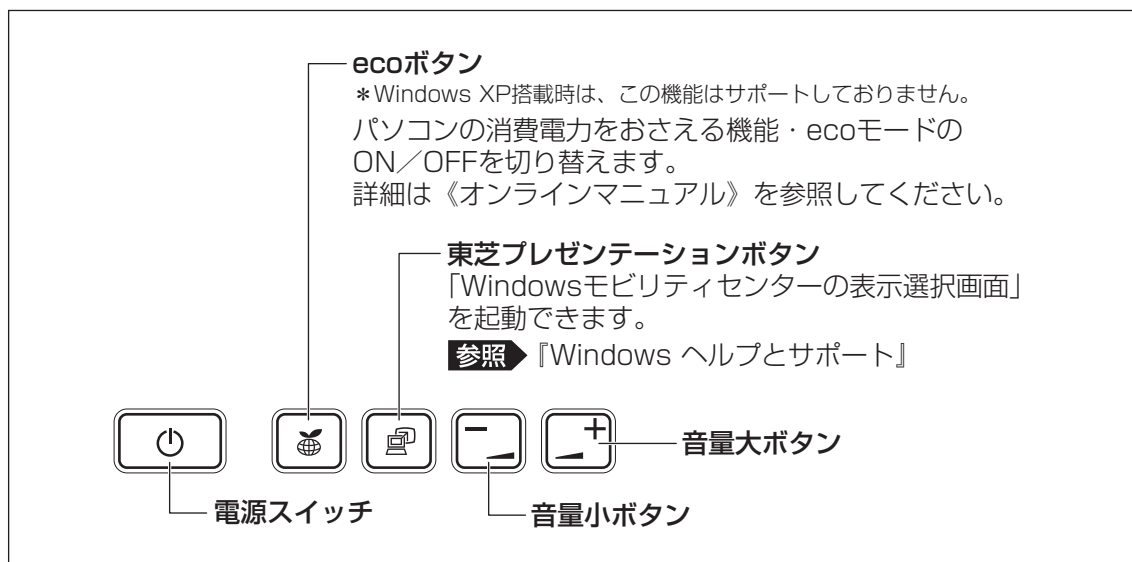 ecoボタン
＊Windows XP搭載時は、この機能はサポートしておりません。
パソコンの消費電力をおさえる機能・ecoモードの
ON／OFFを切り替えます。
詳細は《オンラインマニュアル》を参照してください。
東芝プレゼンテーションボタン
「Windowsモビリティセンターの表示選択画面」
を起動できます。
参照 『Windows ヘルプとサポート』
音量大ボタン
電源スイッチ
音量小ボタン